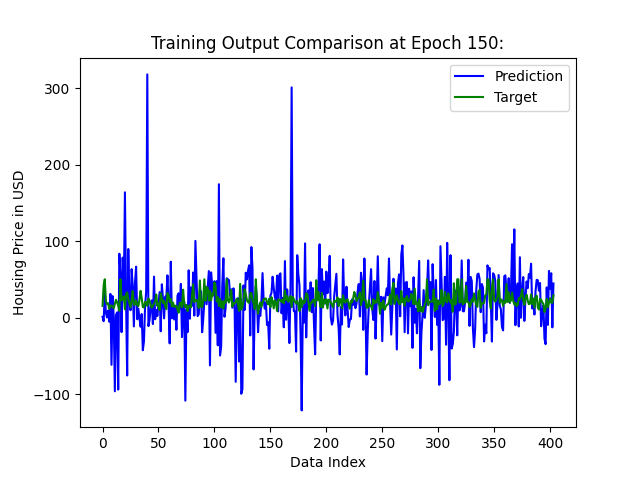 Training Output Comparison at Epoch 150:
Prediction
Target
Housing Price in USD
300
200
100
0
−100
0 50 100 150 200 250 300 350 400
Data Index